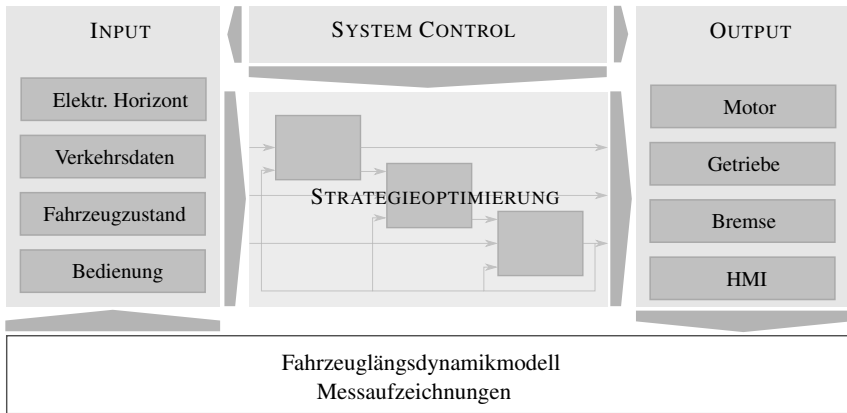 INPUT
Elektr. Horizont
Verkehrsdaten
Fahrzeugzustand
Bedienung
SYSTEM CONTROL
STRATEGIEOPTIMIERUNG
OUTPUT
Motor
Getriebe
Bremse
HMI
Fahrzeuglängsdynamikmodell
Messaufzeichnungen